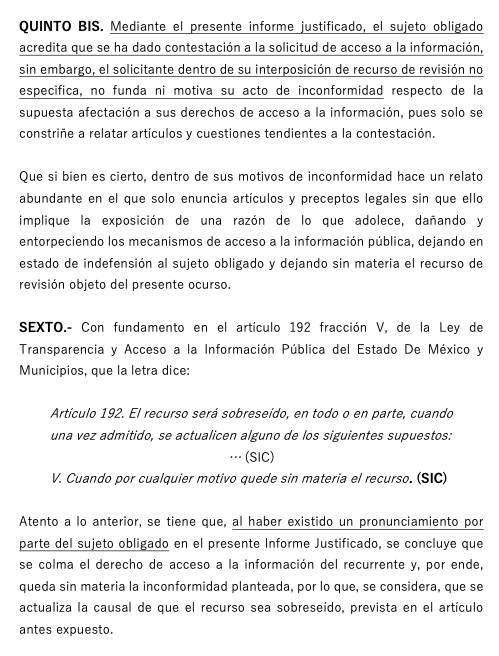 QUINTO BIS. Mediante el presente informe justificado, el sujeto obligado
acredita que se ha dado contestación a la solicitud de acceso a la información,
sin embargo, el solicitante dentro de su interposición de recurso de revisión no
especifica, no funda ni motiva su acto de inconformidad respecto de la
supuesta afectación a sus derechos de acceso a la información, pues solo se
constriñe a relatar artículos y cuestiones tendientes a la contestación.
Que si bien es cierto, dentro de sus motivos de inconformidad hace un relato
abundante en el que solo enuncia artículos y preceptos legales sin que ello
implique la exposición de una razón de lo que adolece, dañando y
entorpeciendo los mecanismos de acceso a la información pública, dejando en
estado de indefensión al sujeto obligado y dejando sin materia el recurso de
revisión objeto del presente ocurso.
SEXTO.- Con fundamento en el artículo 192 fracción V, de la Ley de
Transparencia y Acceso a la Información Pública del Estado De México y
Municipios, que la letra dice:
Artículo 192. El recurso será sobreseído, en todo o en parte, cuando
una vez admitido, se actualicen alguno de los siguientes supuestos:
… (SIC)
V. Cuando por cualquier motivo quede sin materia el recurso. (SIC)
Atento a lo anterior, se tiene que, al haber existido un pronunciamiento por
parte del sujeto obligado en el presente Informe Justificado, se concluye que
se colma el derecho de acceso a la información del recurrente y, por ende,
queda sin materia la inconformidad planteada, por lo que, se considera, que se
actualiza la causal de que el recurso sea sobreseído, prevista en el artículo
antes expuesto.